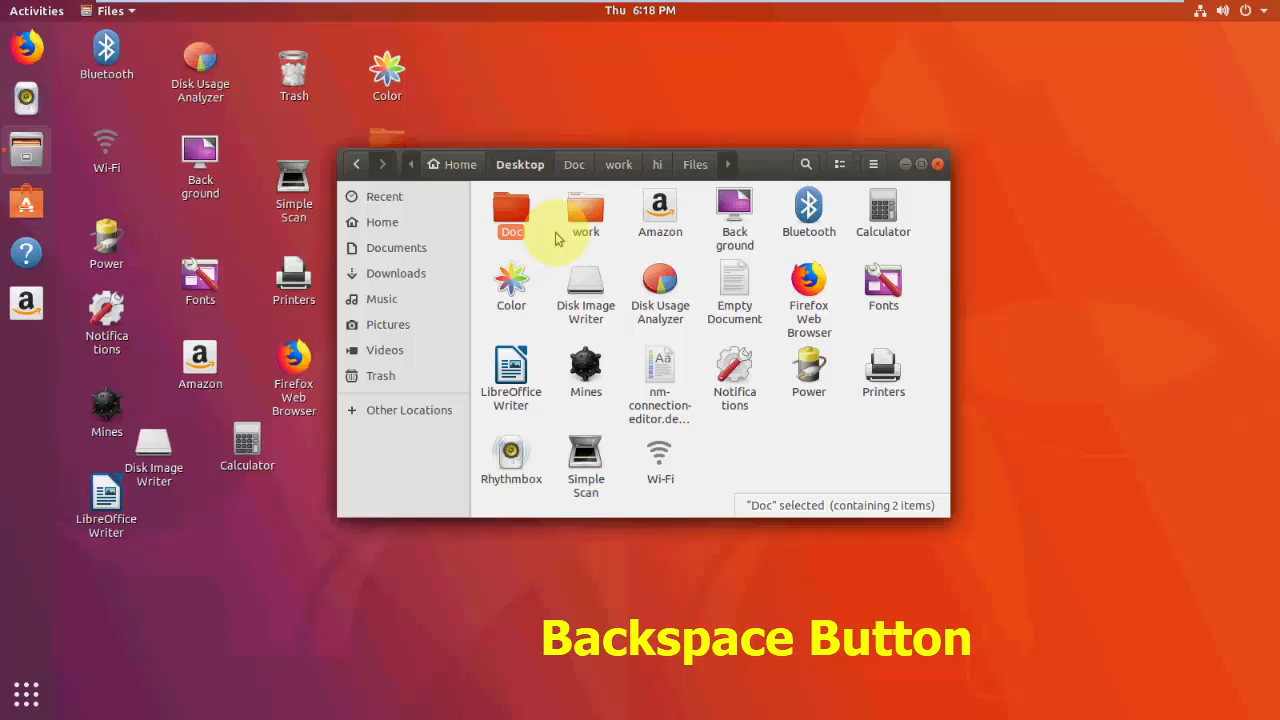 Activities
Files
Thu 6:18 PM
Bluetooth
Disk Usage
Analyzer
Trash
Color
Wi-Fi
Back
ground
Simple
Scan
Power
Fonts
Printers
Notifica
tions
Amazon
Firefox
Web
Browser
Mines
Disk Image
Writer
Calculator
LibreOffice
Writer
Home
Desktop
Doc
work
hi
Files
Recent
Home
Documents
Downloads
Music
Pictures
Videos
Trash
Other Locations
Doc
work
Amazon
Back
ground
Bluetooth
Calculator
Color
Disk Image
Writer
Disk Usage
Analyzer
Empty
Document
Firefox
Web
Browser
Fonts
LibreOffice
Writer
Mines
nm-
connection-
editor.de...
Notifica
tions
Power
Printers
Rhythmbox
Simple
Scan
Wi-Fi
"Doc" selected (containing 2 items)
Backspace Button